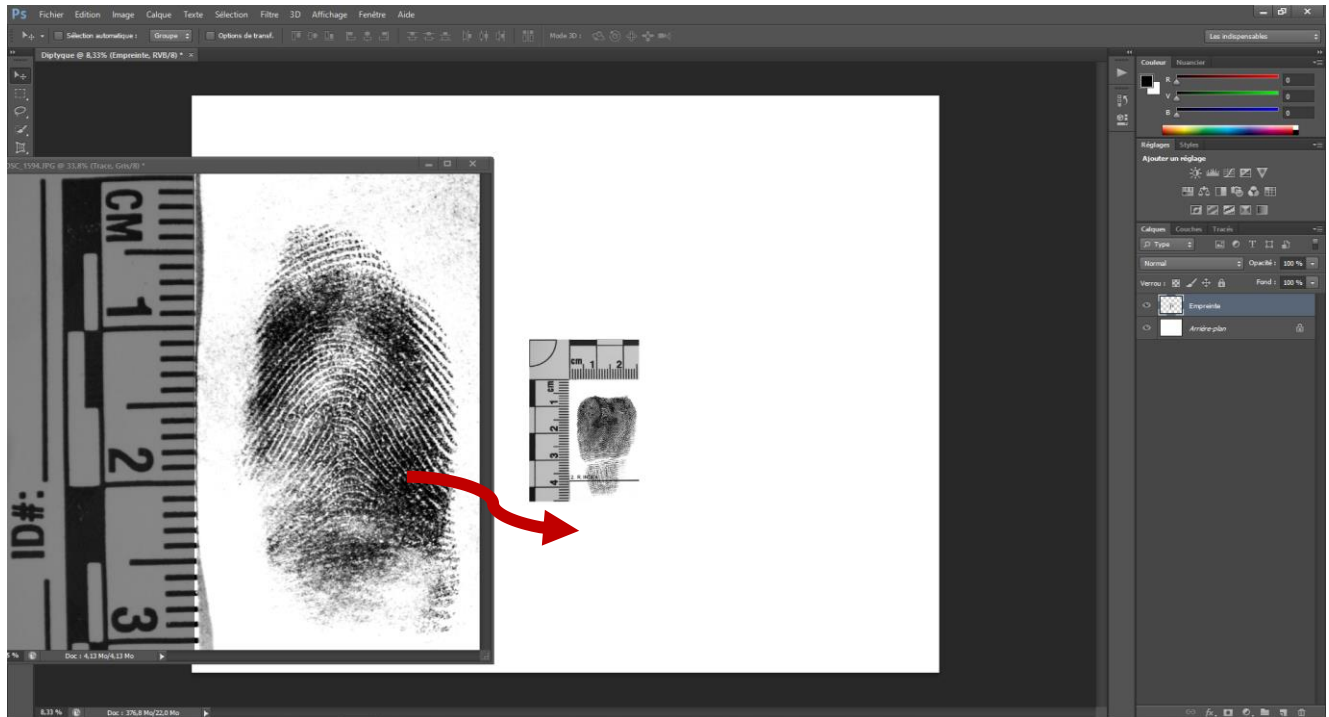 Ps Fichier Edition Image Calque Texte Sélection Filtre 3D Affichage Fenêtre Aide
Sélection automatique : Groupe Options de transf. Mode 3D : Les indispensables
Diptyque @ 8,33% (Empreinte, RVB/8) * ×
DSC_1594.JPG @ 33,8% (Trace, Gris/8) *
CM
1
2
3
ID#:
cm 1 2
cm
1
2
3
4
Doc : 4,13 Mo/4,13 Mo
8,33 % Doc : 376,8 Mo/22,0 Mo
Couleur Nuancier
R 0
V 0
B 0
Réglages Styles
Ajouter un réglage
Calques Couches Tracés
Type
Normal Opacité : 100 %
Verrou : Fond : 100 %
Empreinte
Arrière-plan